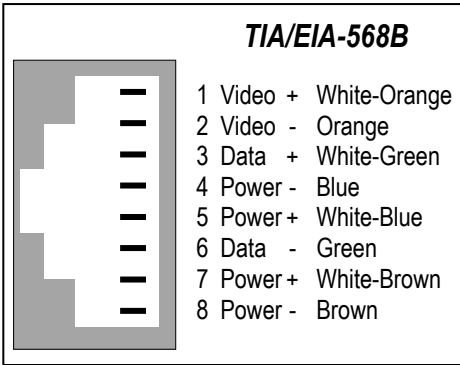 TIA/EIA-568B
1 Video + White-Orange
2 Video - Orange
3 Data + White-Green
4 Power - Blue
5 Power + White-Blue
6 Data - Green
7 Power + White-Brown
8 Power - Brown